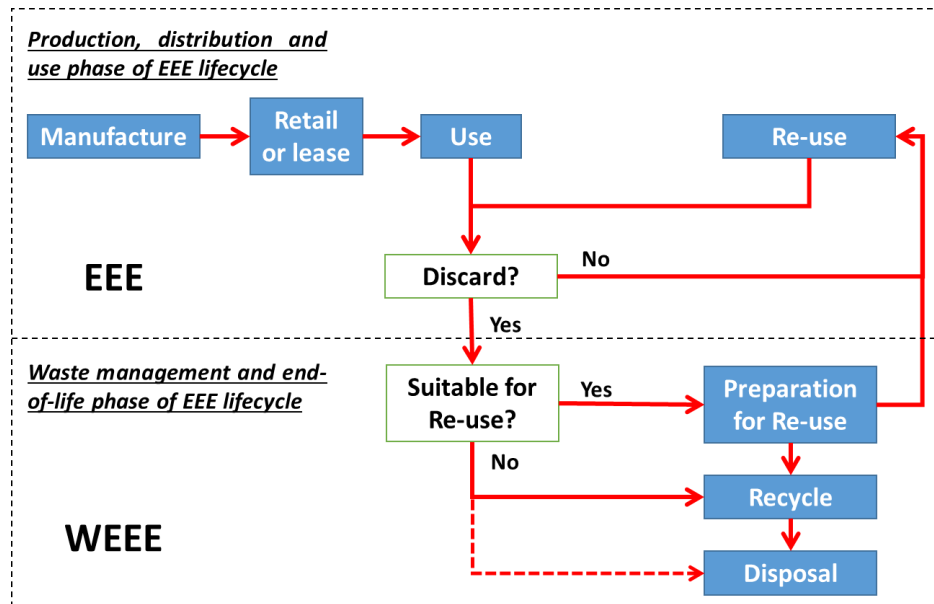 Production, distribution and
use phase of EEE lifecycle
Manufacture
Retail
or lease
Use
Re-use
EEE
Discard?
No
Yes
Waste management and end-
of-life phase of EEE lifecycle
Suitable for
Re-use?
Yes
Preparation
for Re-use
No
Recycle
WEEE
Disposal